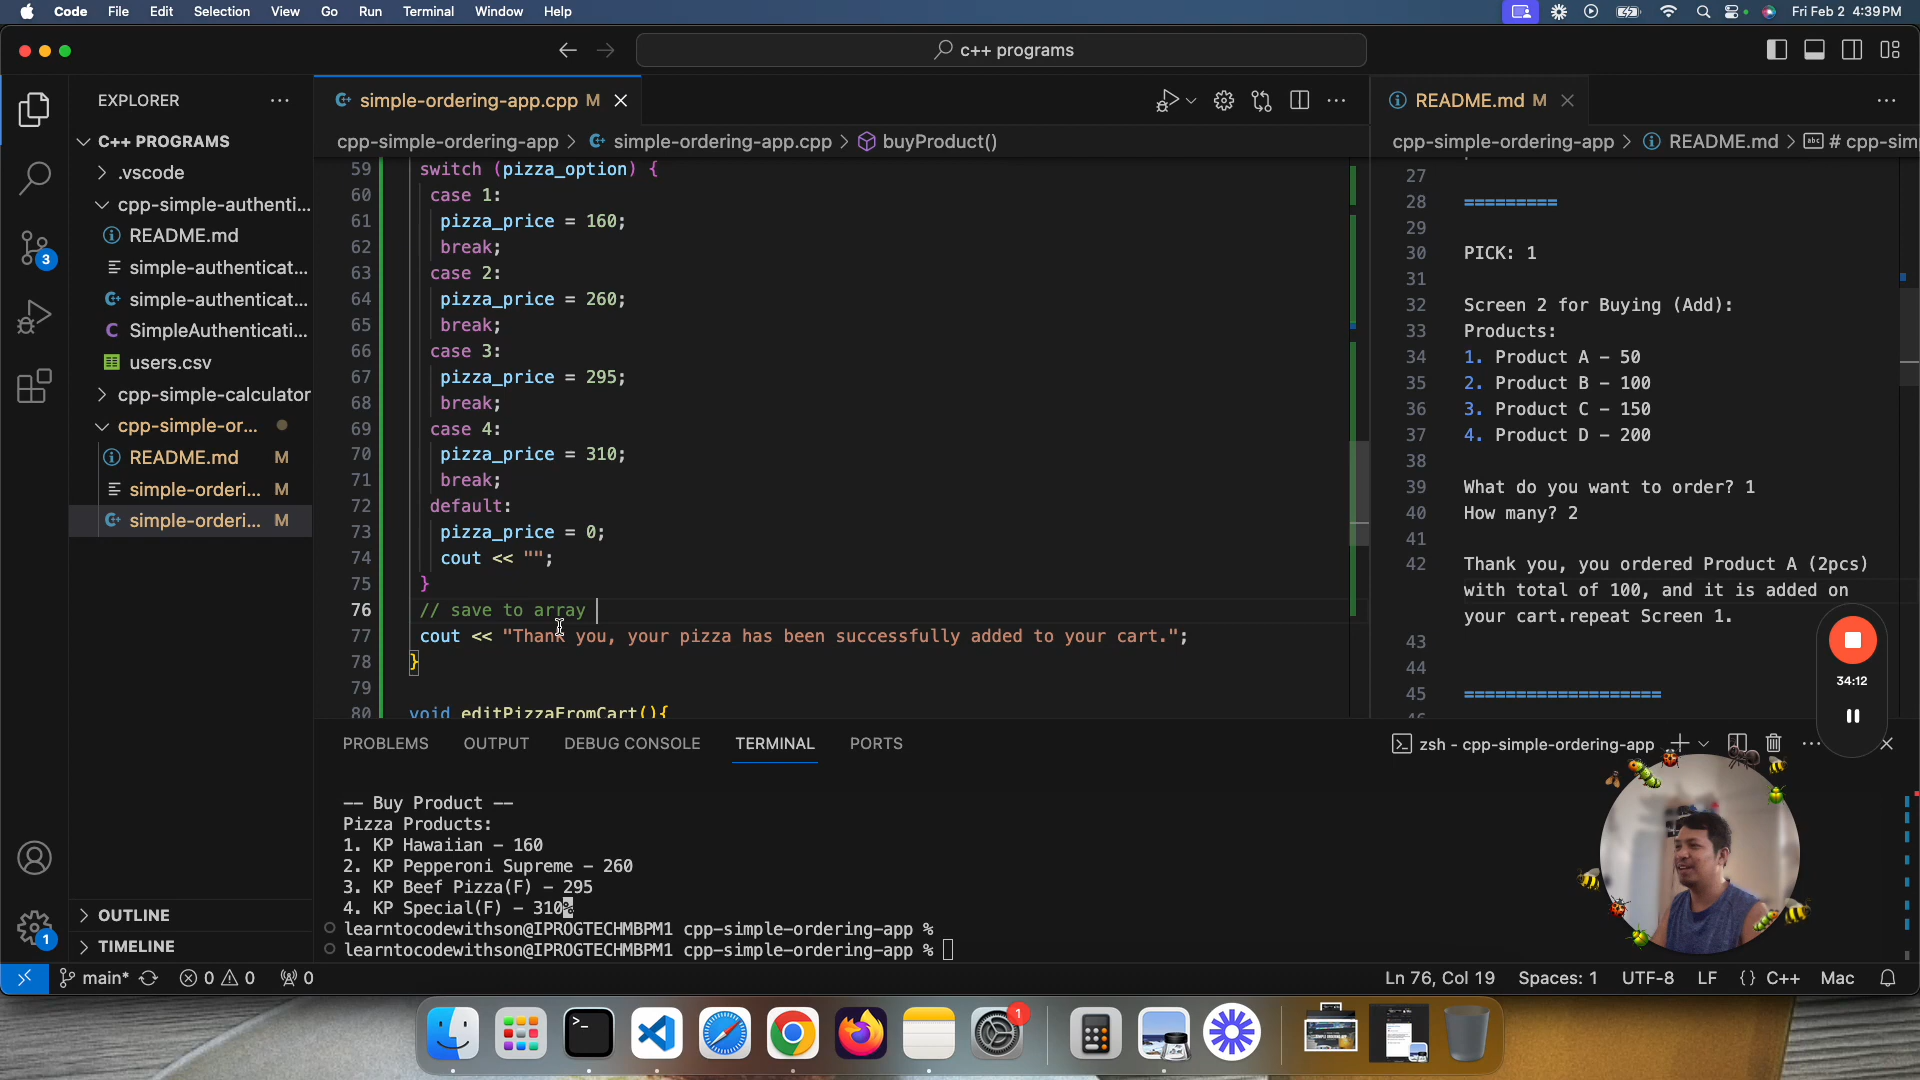 Code File Edit Selection View Go Run Terminal Window Help Fri Feb 2 4:39PM
c++ programs
EXPLORER
C++ PROGRAMS
.vscode
cpp-simple-authenti...
README.md
simple-authenticat...
simple-authenticat...
SimpleAuthenticati...
users.csv
cpp-simple-calculator
cpp-simple-or...
README.md M
simple-orderi... M
simple-orderi... M
3
OUTLINE
TIMELINE
1
simple-ordering-app.cpp M
cpp-simple-ordering-app > simple-ordering-app.cpp > buyProduct()
59 switch (pizza_option) {
60 case 1:
61 pizza_price = 160;
62 break;
63 case 2:
64 pizza_price = 260;
65 break;
66 case 3:
67 pizza_price = 295;
68 break;
69 case 4:
70 pizza_price = 310;
71 break;
72 default:
73 pizza_price = 0;
74 cout << "";
75 }
76 // save to array
77 cout << "Thank you, your pizza has been successfully added to your cart.";
78 }
79
80 void editPizzaFromCart(){
README.md M
cpp-simple-ordering-app > README.md > # cpp-sim
27
28 =========
29
30 PICK: 1
31
32 Screen 2 for Buying (Add):
33 Products:
34 1. Product A – 50
35 2. Product B – 100
36 3. Product C – 150
37 4. Product D – 200
38
39 What do you want to order? 1
40 How many? 2
41
42 Thank you, you ordered Product A (2pcs)
with total of 100, and it is added on
your cart.repeat Screen 1.
43
44
45 ===================
34:12
PROBLEMS OUTPUT DEBUG CONSOLE TERMINAL PORTS
zsh - cpp-simple-ordering-app
-- Buy Product --
Pizza Products:
1. KP Hawaiian – 160
2. KP Pepperoni Supreme – 260
3. KP Beef Pizza(F) – 295
4. KP Special(F) – 310%
learntocodewithson@IPROGTECHMBPM1 cpp-simple-ordering-app %
learntocodewithson@IPROGTECHMBPM1 cpp-simple-ordering-app %
main* 0 0 0 Ln 76, Col 19 Spaces: 1 UTF-8 LF {} C++ Mac
1